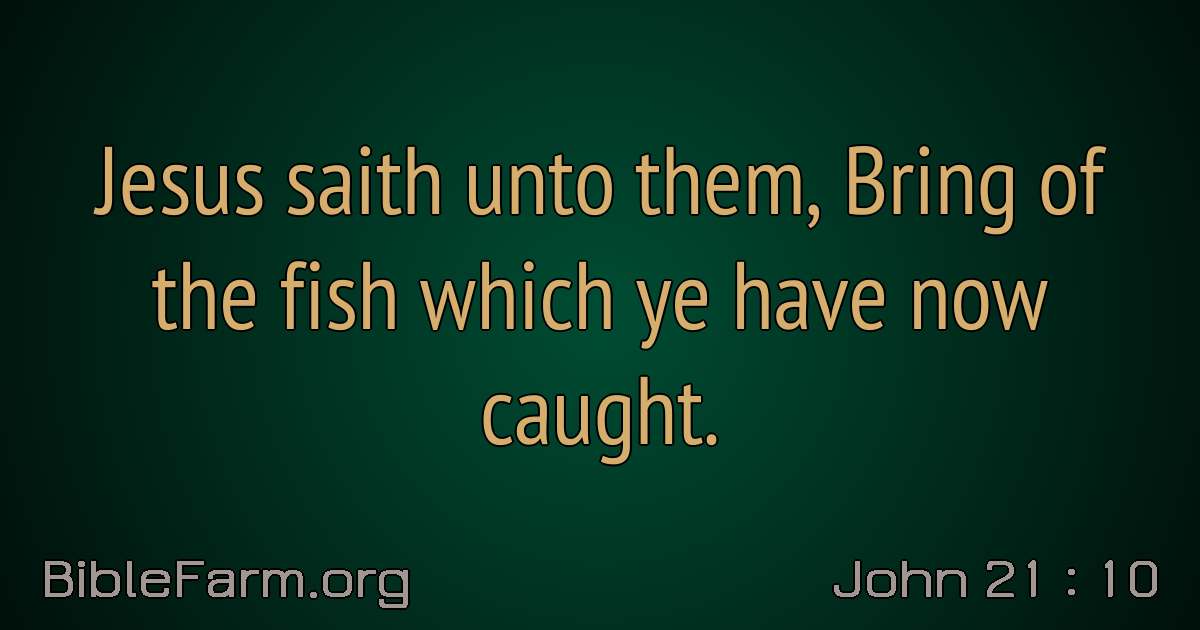 Jesus saith unto them, Bring of
the fish which ye have now
caught.
BibleFarm.org
John 21 : 10